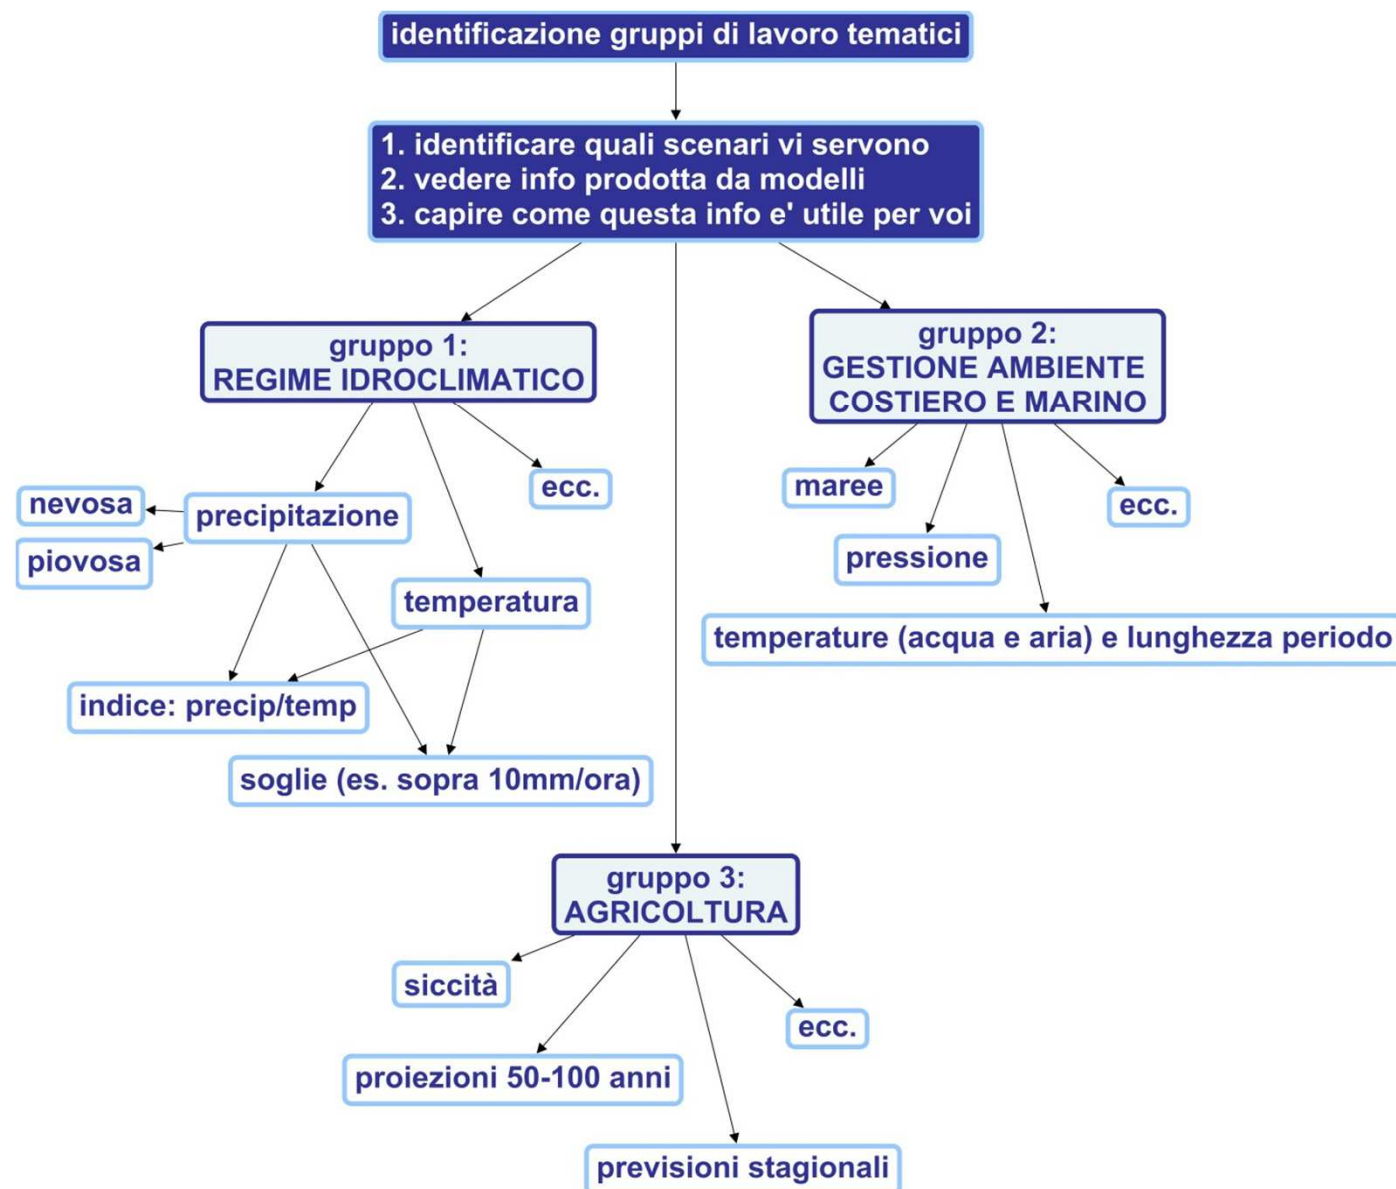 identificazione gruppi di lavoro tematici
1. identificare quali scenari vi servono
2. vedere info prodotta da modelli
3. capire come questa info e' utile per voi
gruppo 1:
REGIME IDROCLIMATICO
gruppo 2:
GESTIONE AMBIENTE
COSTIERO E MARINO
nevosa
piovosa
precipitazione
ecc.
temperatura
indice: precip/temp
soglie (es. sopra 10mm/ora)
maree
pressione
ecc.
temperature (acqua e aria) e lunghezza periodo
gruppo 3:
AGRICOLTURA
siccità
ecc.
proiezioni 50-100 anni
previsioni stagionali